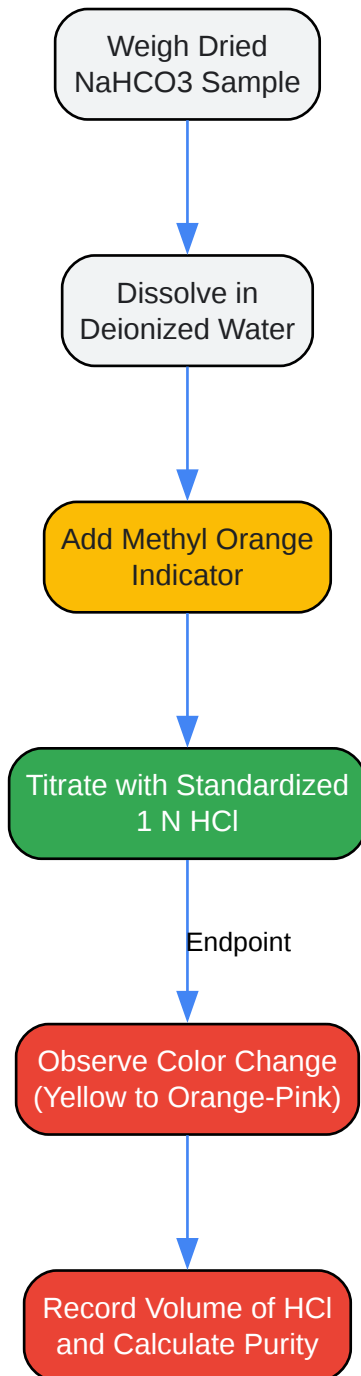 Weigh Dried
NaHCO3 Sample
Dissolve in
Deionized Water
Add Methyl Orange
Indicator
Titrate with Standardized
1 N HCl
Endpoint
Observe Color Change
(Yellow to Orange-Pink)
Record Volume of HCl
and Calculate Purity